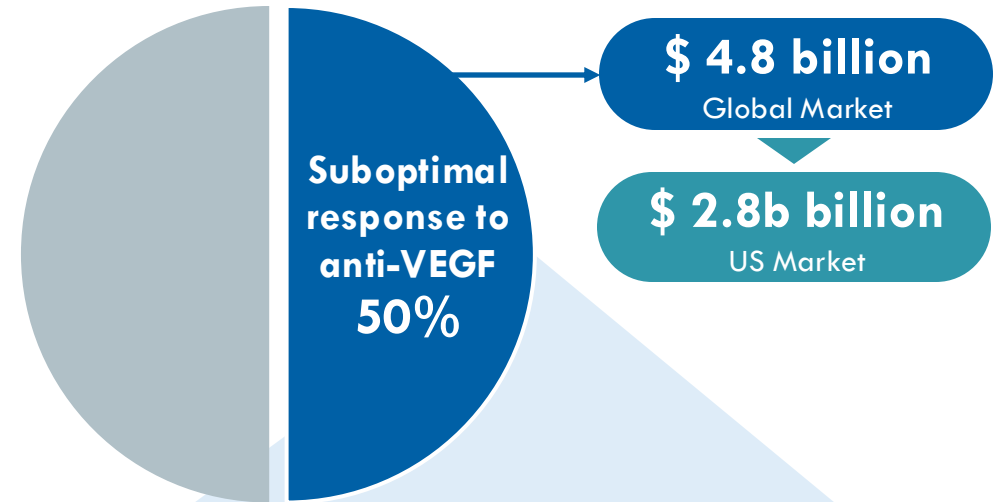 Suboptimal
response to
anti-VEGF
50%
$ 4.8 billion
Global Market
$ 2.8b billion
US Market